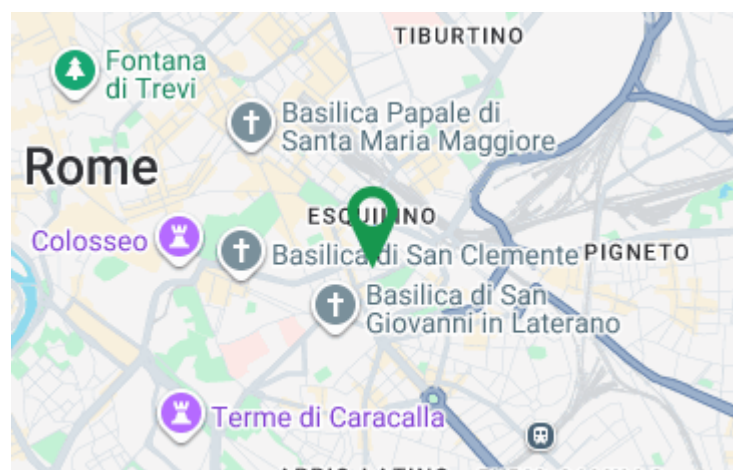 TIBURTINO
Fontana
di Trevi
Basilica Papale di
Santa Maria Maggiore
Rome
ESQUILINO
Colosseo
Basilica di San Clemente
PIGNETO
Basilica di San
Giovanni in Laterano
Terme di Caracalla